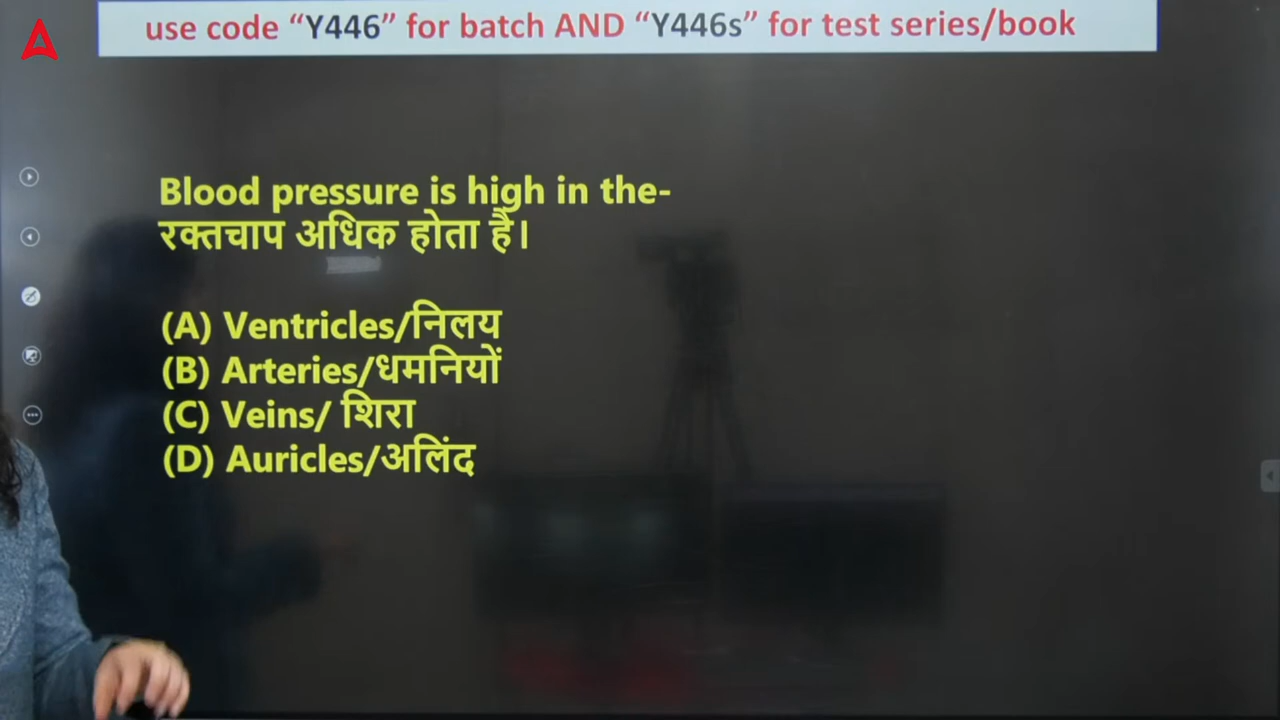 use code “Y446” for batch AND “Y446s” for test series/book
Blood pressure is high in the-
रक्तचाप अधिक होता है।
(A) Ventricles/निलय
(B) Arteries/धमनियों
(C) Veins/ शिरा
(D) Auricles/अलिंद